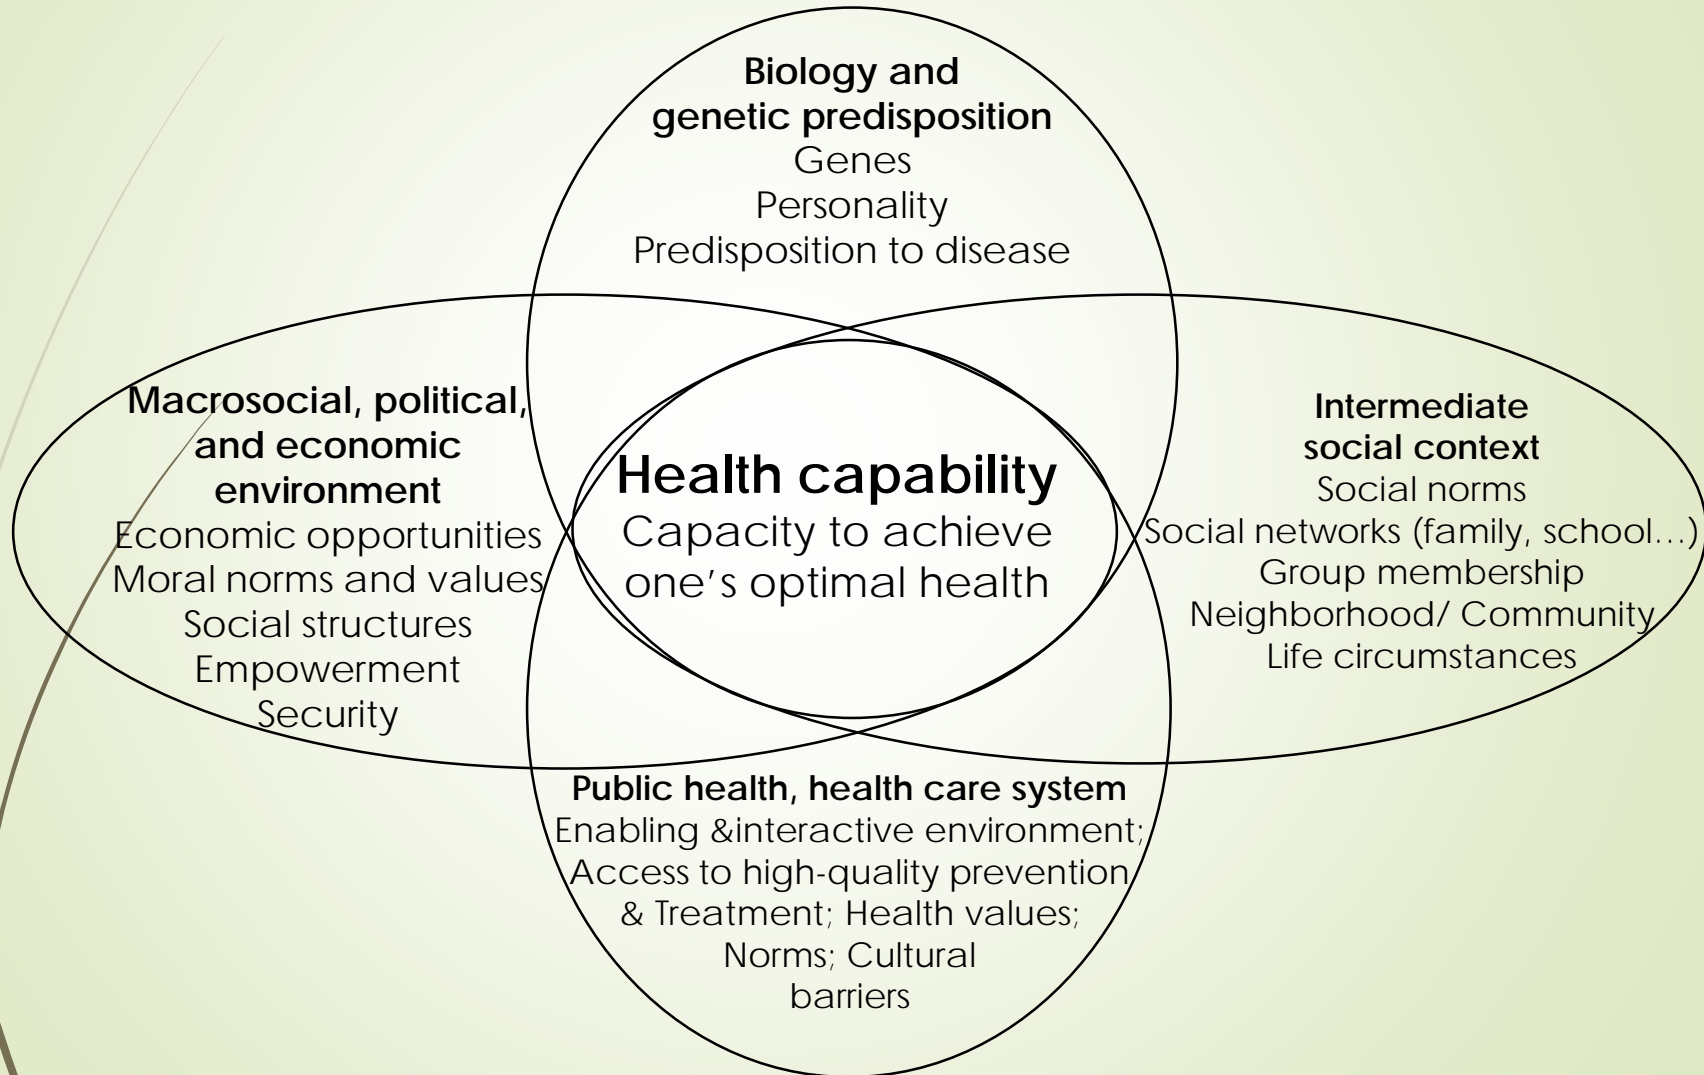 Biology and
genetic predisposition
Genes
Personality
Predisposition to disease
Macrosocial, political,
and economic
environment
Economic opportunities
Moral norms and values
Social structures
Empowerment
Security
Health capability
Capacity to achieve
one's optimal health
Intermediate
social context
Social norms
Social networks (family, school...)
Group membership
Neighborhood/ Community
Life circumstances
Public health, health care system
Enabling &interactive environment;
Access to high-quality prevention
& Treatment; Health values;
Norms; Cultural
barriers